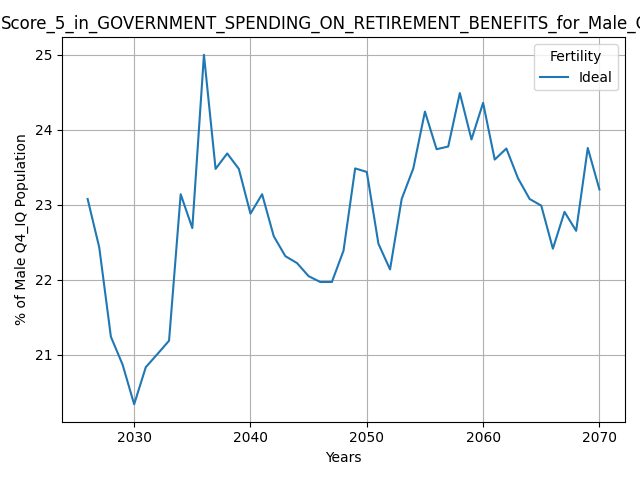 Score_5_in_GOVERNMENT_SPENDING_ON_RETIREMENT_BENEFITS_for_Male_
25
24
23
22
21
% of Male Q4_IQ Population
Fertility
Ideal
2030 2040 2050 2060 2070
Years